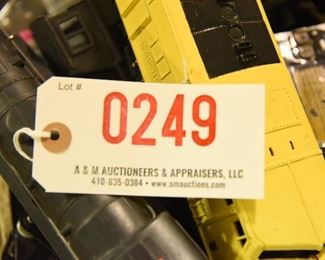 Lot #
0249
A & M AUCTIONEERS & APPRAISERS, LLC
410-835-0384 • www.amauctions.com